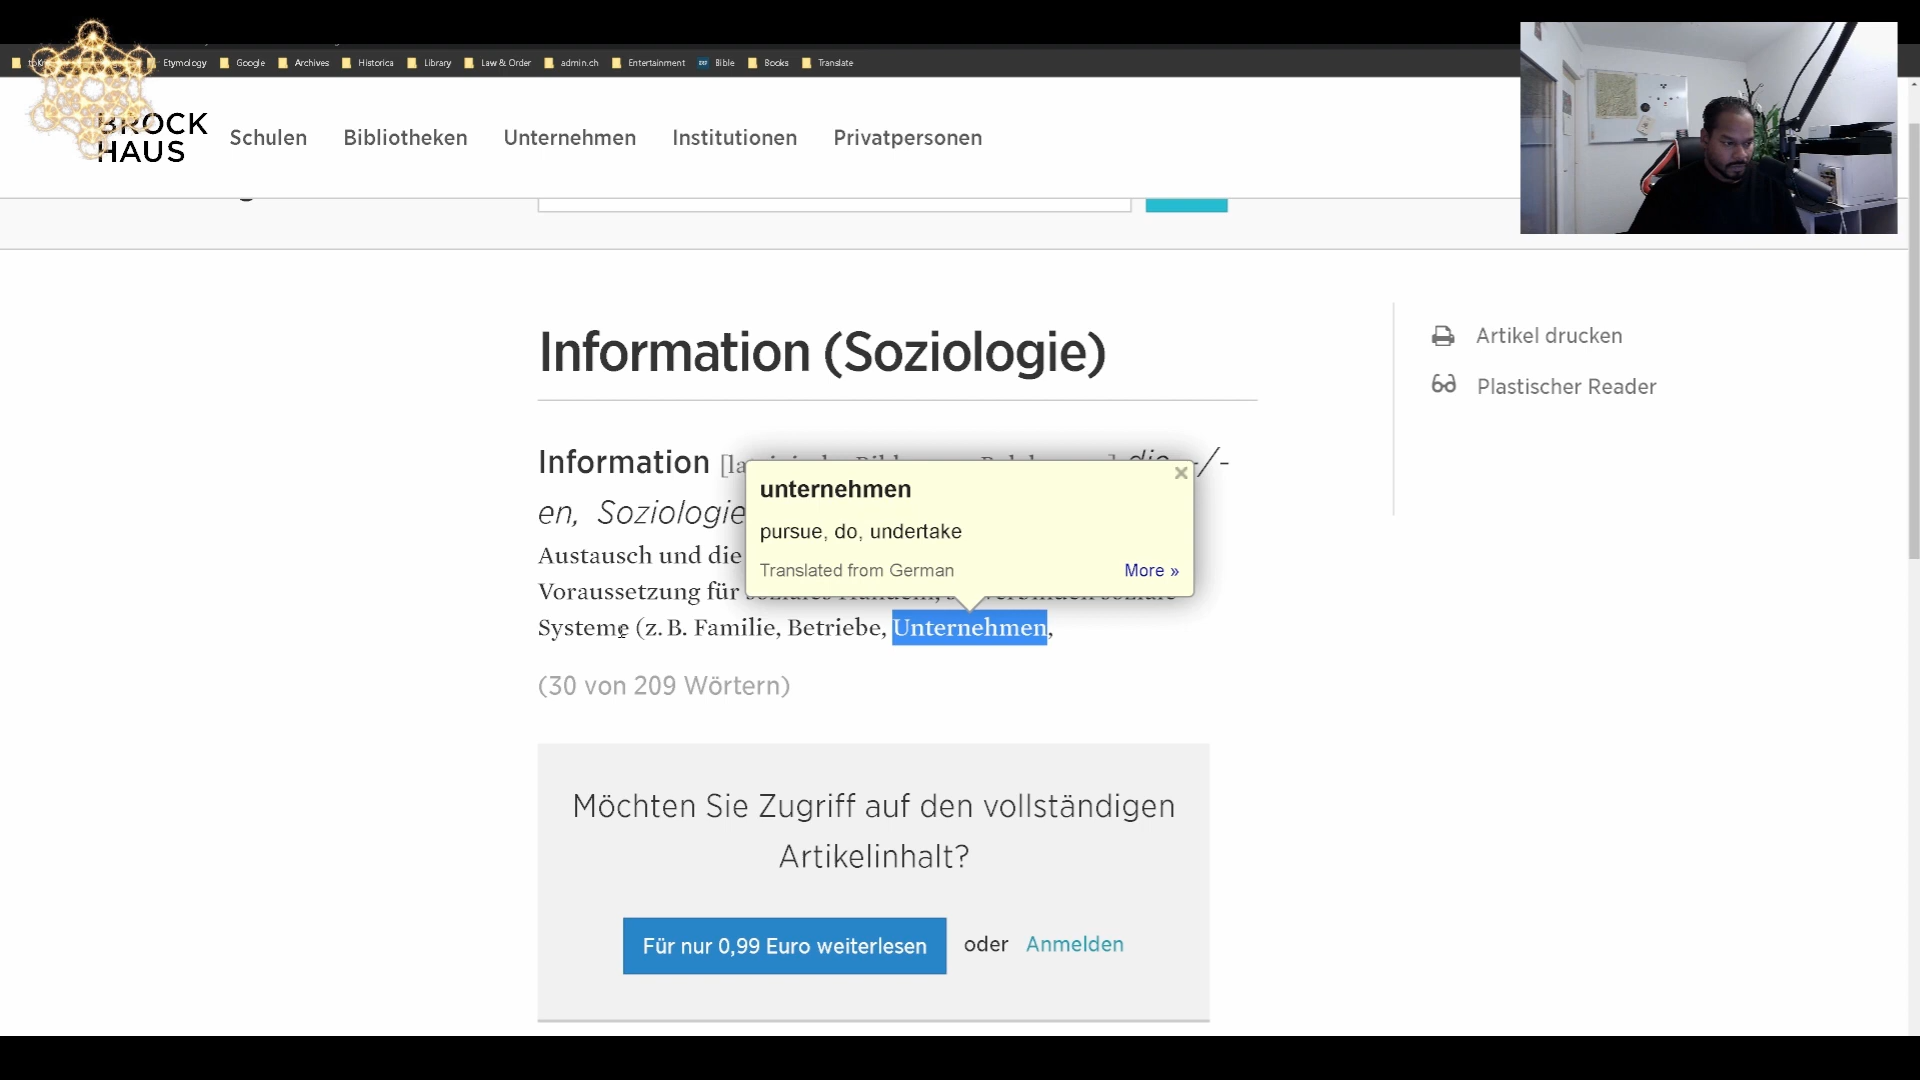 Etymology Google Archives Historica Library Law & Order admin.ch Entertainment Bible Books Translate
BROCK
HAUS
Schulen Bibliotheken Unternehmen Institutionen Privatpersonen
Information (Soziologie)
Artikel drucken
Plastischer Reader
Information
en, Soziologie
Austausch und die
Voraussetzung für
Systeme (z. B. Familie, Betriebe, Unternehmen,
unternehmen
pursue, do, undertake
Translated from German More »
(30 von 209 Wörtern)
Möchten Sie Zugriff auf den vollständigen
Artikelinhalt?
Für nur 0,99 Euro weiterlesen oder Anmelden